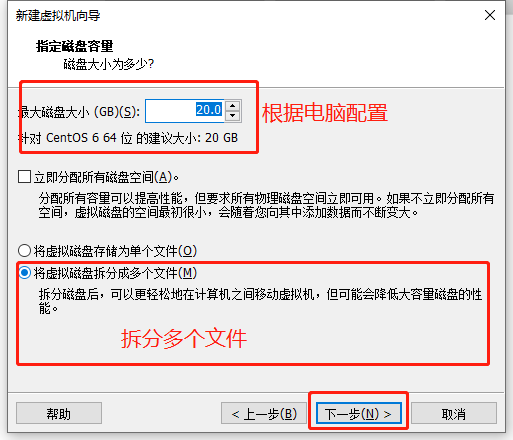 新建虚拟机向导
指定磁盘容量
磁盘大小为多少?
最大磁盘大小 (GB)(S): 20.0
根据电脑配置
针对 CentOS 6 64 位 的建议大小: 20 GB
立即分配所有磁盘空间(A)。
分配所有容量可以提高性能，但要求所有物理磁盘空间立即可用。如果不立即分配所有
空间，虚拟磁盘的空间最初很小，会随着您向其中添加数据而不断变大。
将虚拟磁盘存储为单个文件(O)
将虚拟磁盘拆分成多个文件(M)
拆分磁盘后，可以更轻松地在计算机之间移动虚拟机，但可能会降低大容量磁盘的性
能。
拆分多个文件
帮助 < 上一步(B) 下一步(N) > 取消